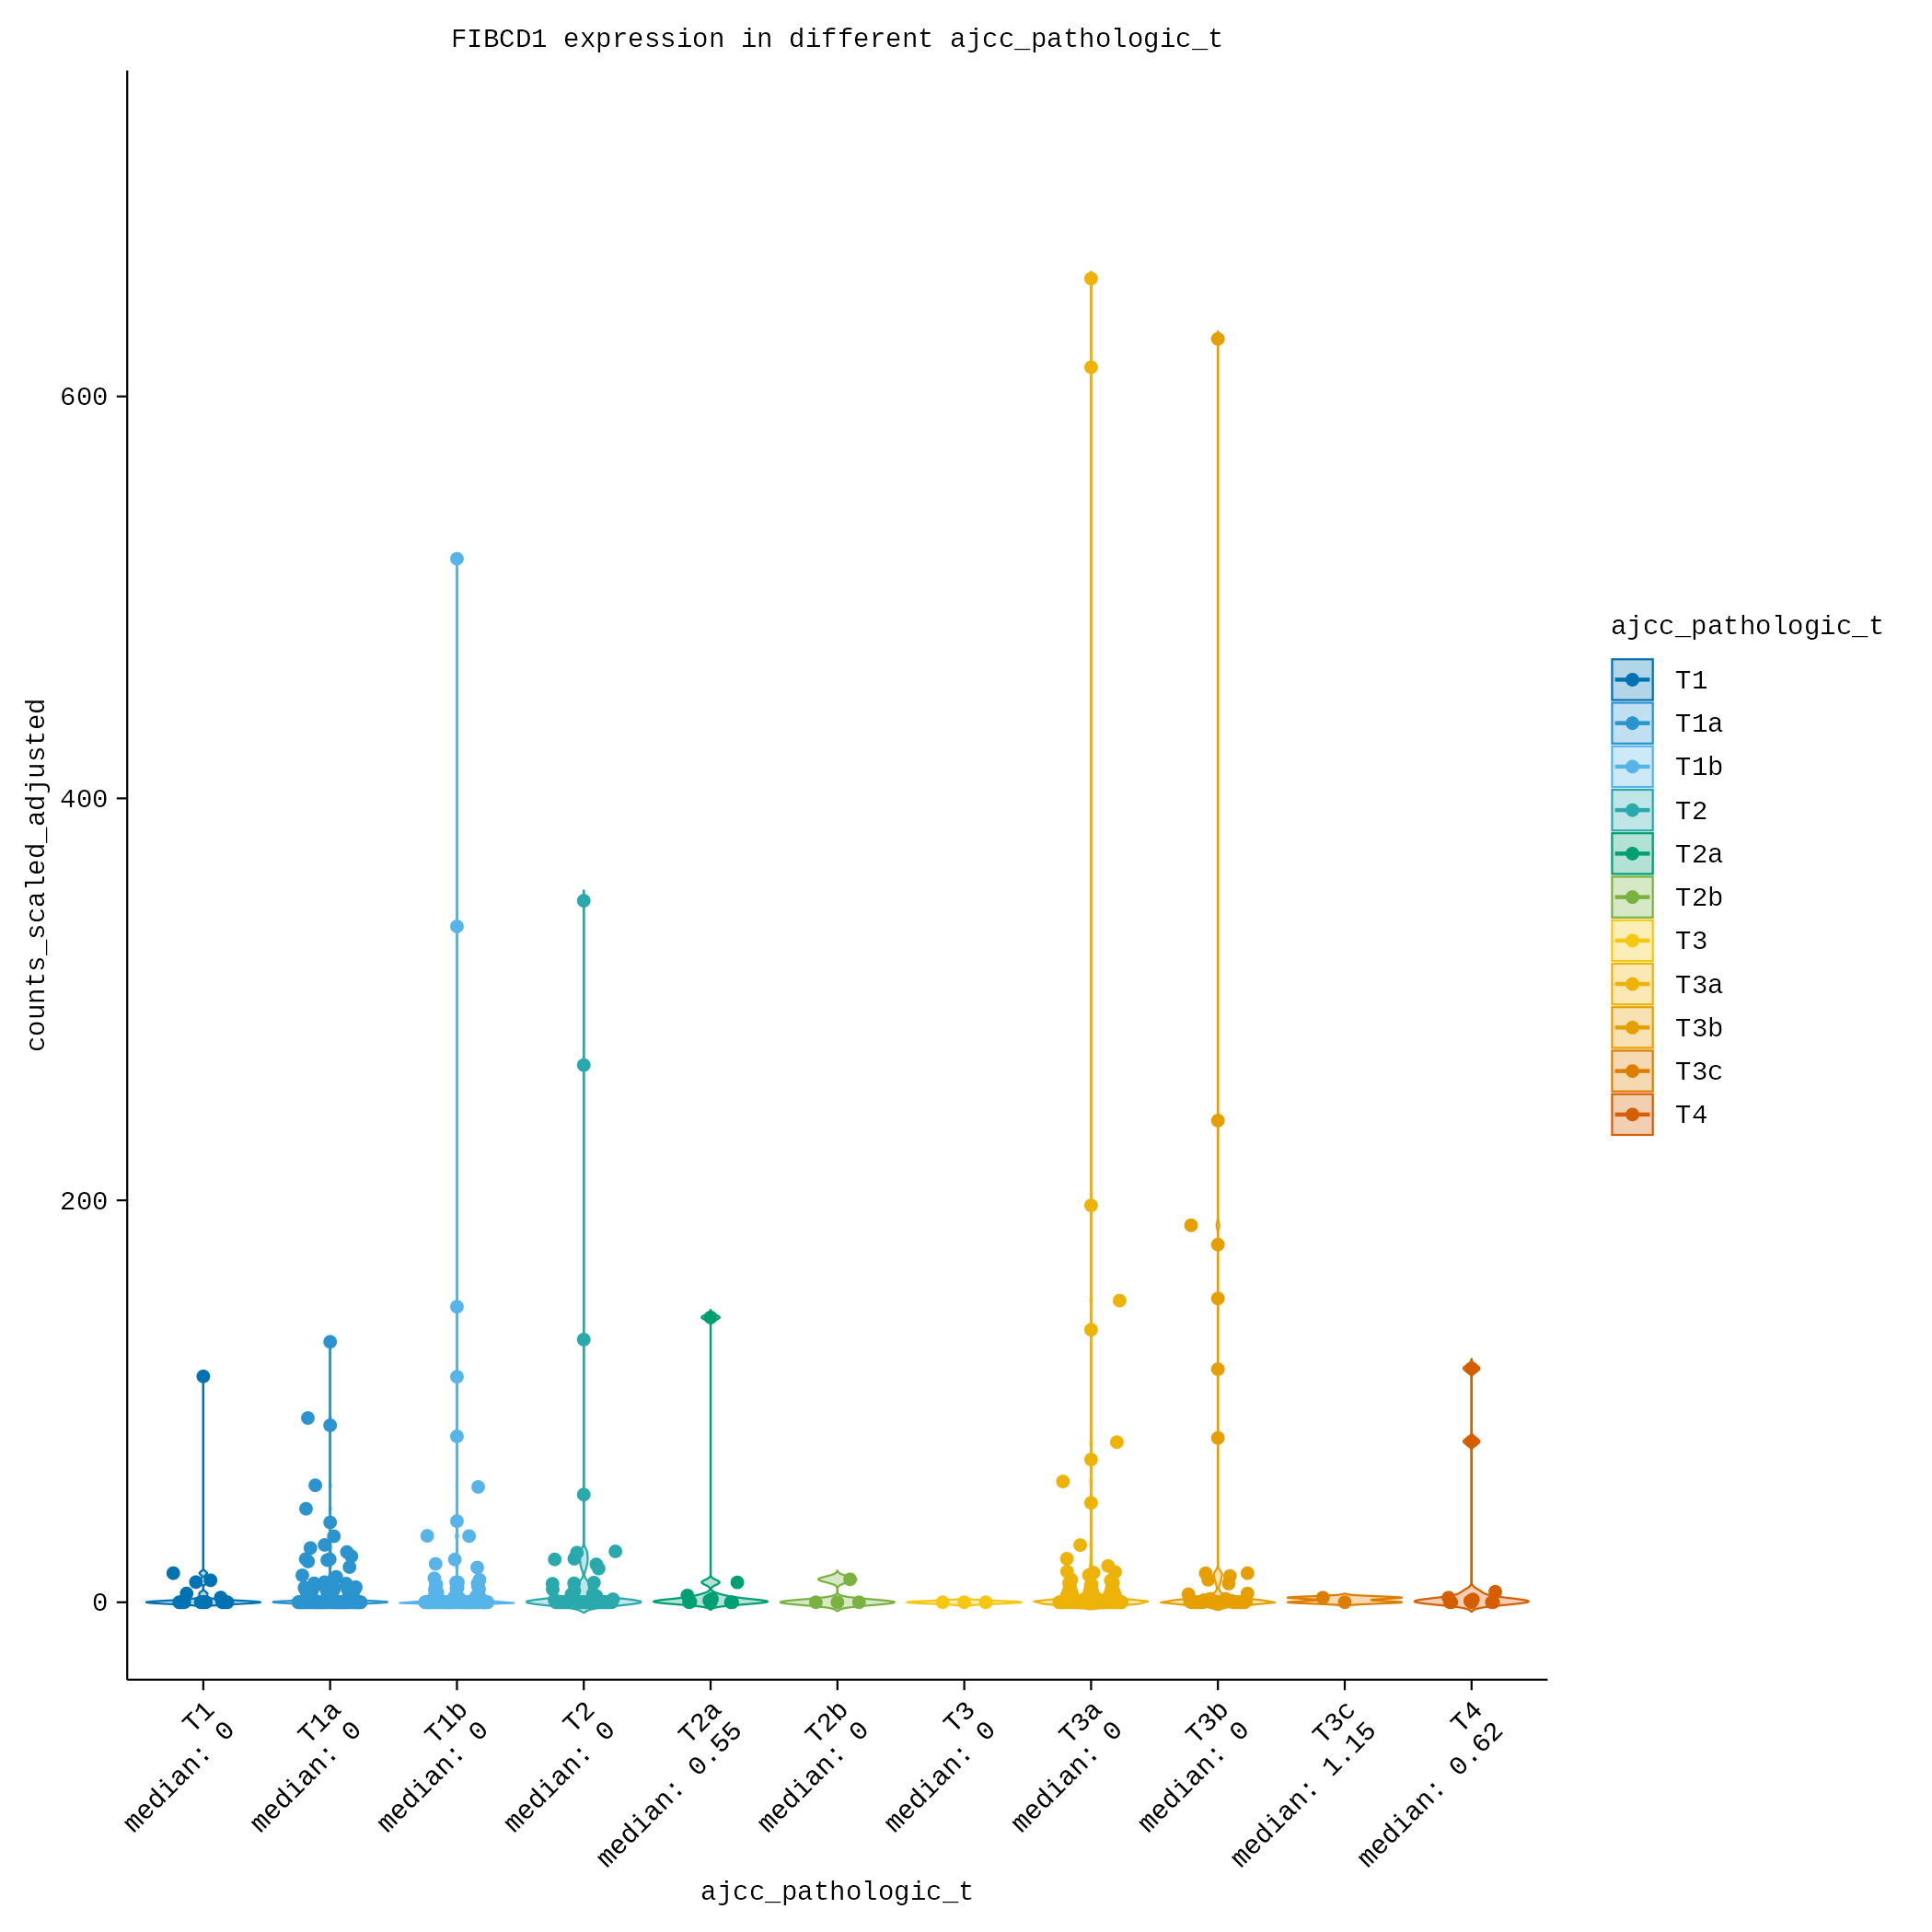 FIBCD1 expression in different ajcc_pathologic_t
counts_scaled_adjusted
600
400
200
0
T1
median: 0
T1a
median: 0
T1b
median: 0
T2
median: 0
T2a
median: 0.55
T2b
median: 0
T3
median: 0
T3a
median: 0
T3b
median: 0
T3c
median: 1.15
T4
median: 0.62
ajcc_pathologic_t
ajcc_pathologic_t
T1
T1a
T1b
T2
T2a
T2b
T3
T3a
T3b
T3c
T4